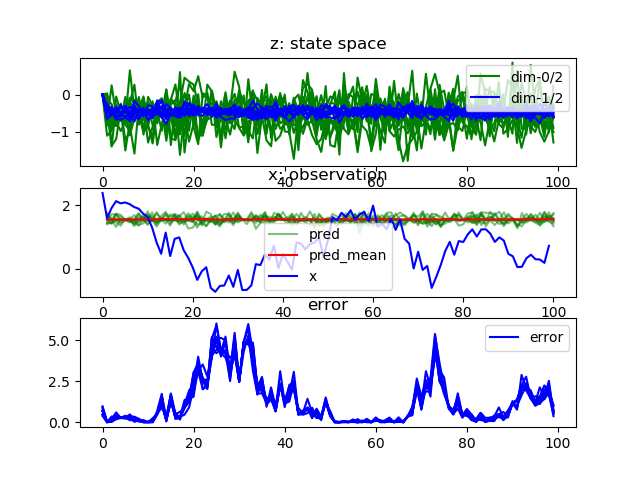 z: state space
0
−1
dim-0/2
dim-1/2
0 20 40 60 80 100
x: observation
2
0
pred
pred_mean
x
0 20 40 60 80 100
error
5.0
2.5
0.0
error
0 20 40 60 80 100